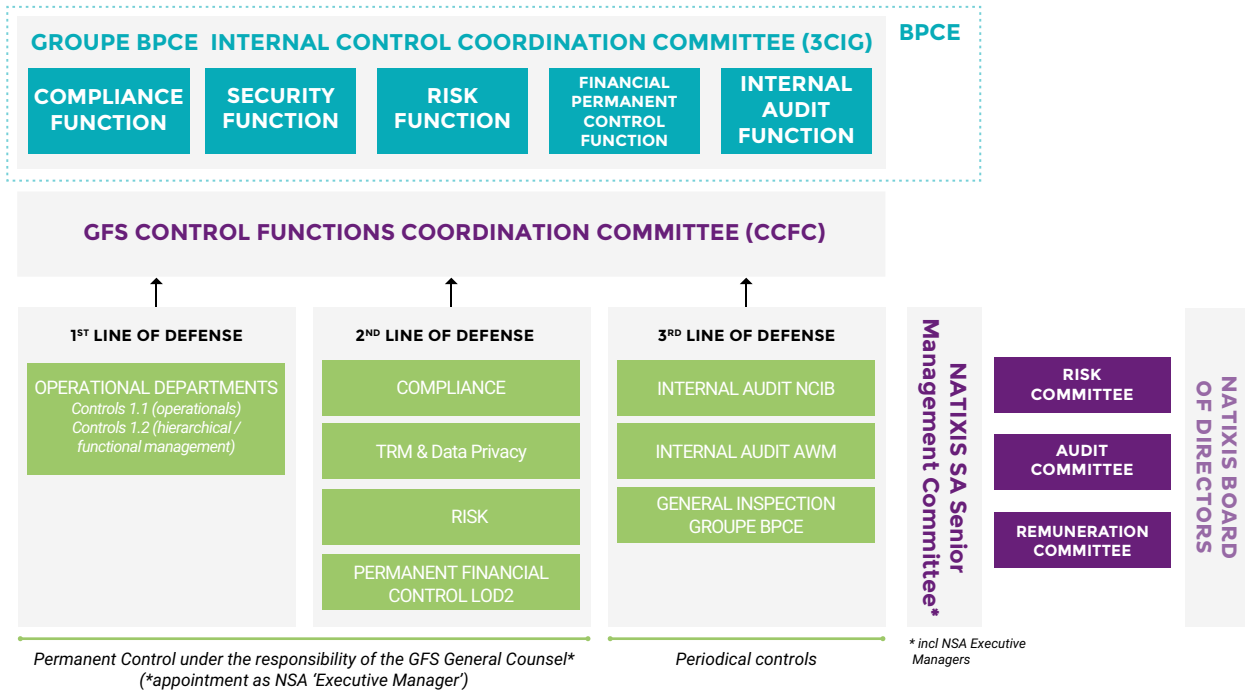 GROUPE BPCE INTERNAL CONTROL COORDINATION COMMITTEE (3CIG)
BPCE
COMPLIANCE
FUNCTION
SECURITY
FUNCTION
RISK
FUNCTION
FINANCIAL
PERMANENT
CONTROL
FUNCTION
INTERNAL
AUDIT
FUNCTION
GFS CONTROL FUNCTIONS COORDINATION COMMITTEE (CCFC)
1ST LINE OF DEFENSE
OPERATIONAL DEPARTMENTS
Controls 1.1 (operationals)
Controls 1.2 (hierarchical /
functional management)
2ND LINE OF DEFENSE
COMPLIANCE
TRM & Data Privacy
RISK
PERMANENT FINANCIAL
CONTROL LOD2
3RD LINE OF DEFENSE
INTERNAL AUDIT NCIB
INTERNAL AUDIT AWM
GENERAL INSPECTION
GROUPE BPCE
NATIXIS SA Senior
Management Committee*
RISK
COMMITTEE
AUDIT
COMMITTEE
REMUNERATION
COMMITTEE
NATIXIS BOARD
OF DIRECTORS
Permanent Control under the responsibility of the GFS General Counsel*
(*appointment as NSA ‘Executive Manager’)
Periodical controls
* incl NSA Executive
Managers